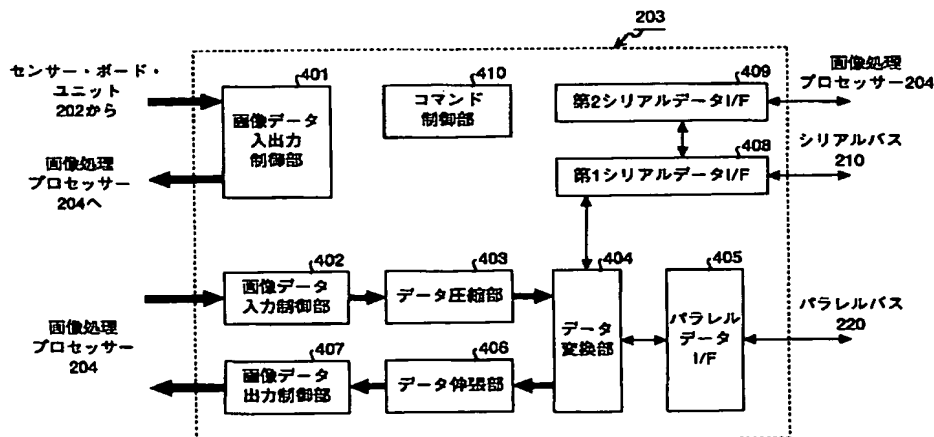 203
センサー・ボード・
ユニット
202から
401
画像データ
入出力
制御部
410
コマンド
制御部
409
第2シリアルデータI/F
画像処理
プロセッサー204
408
第1シリアルデータI/F
シリアルバス
210
画像処理
プロセッサー
204へ
402
画像データ
入力制御部
403
データ圧縮部
404
データ
変換部
405
パラレル
データ
I/F
パラレルバス
220
画像処理
プロセッサー
204
407
画像データ
出力制御部
406
データ伸張部